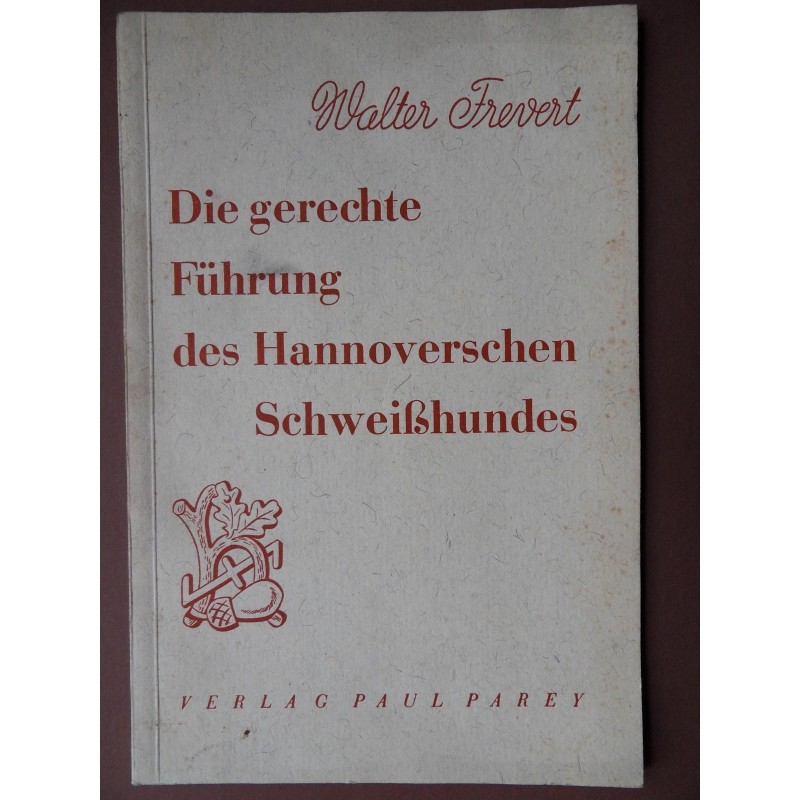 Walter Frevert
Die gerechte
Führung
des Hannoverschen
Schweißhundes
VERLAG PAUL PAREY